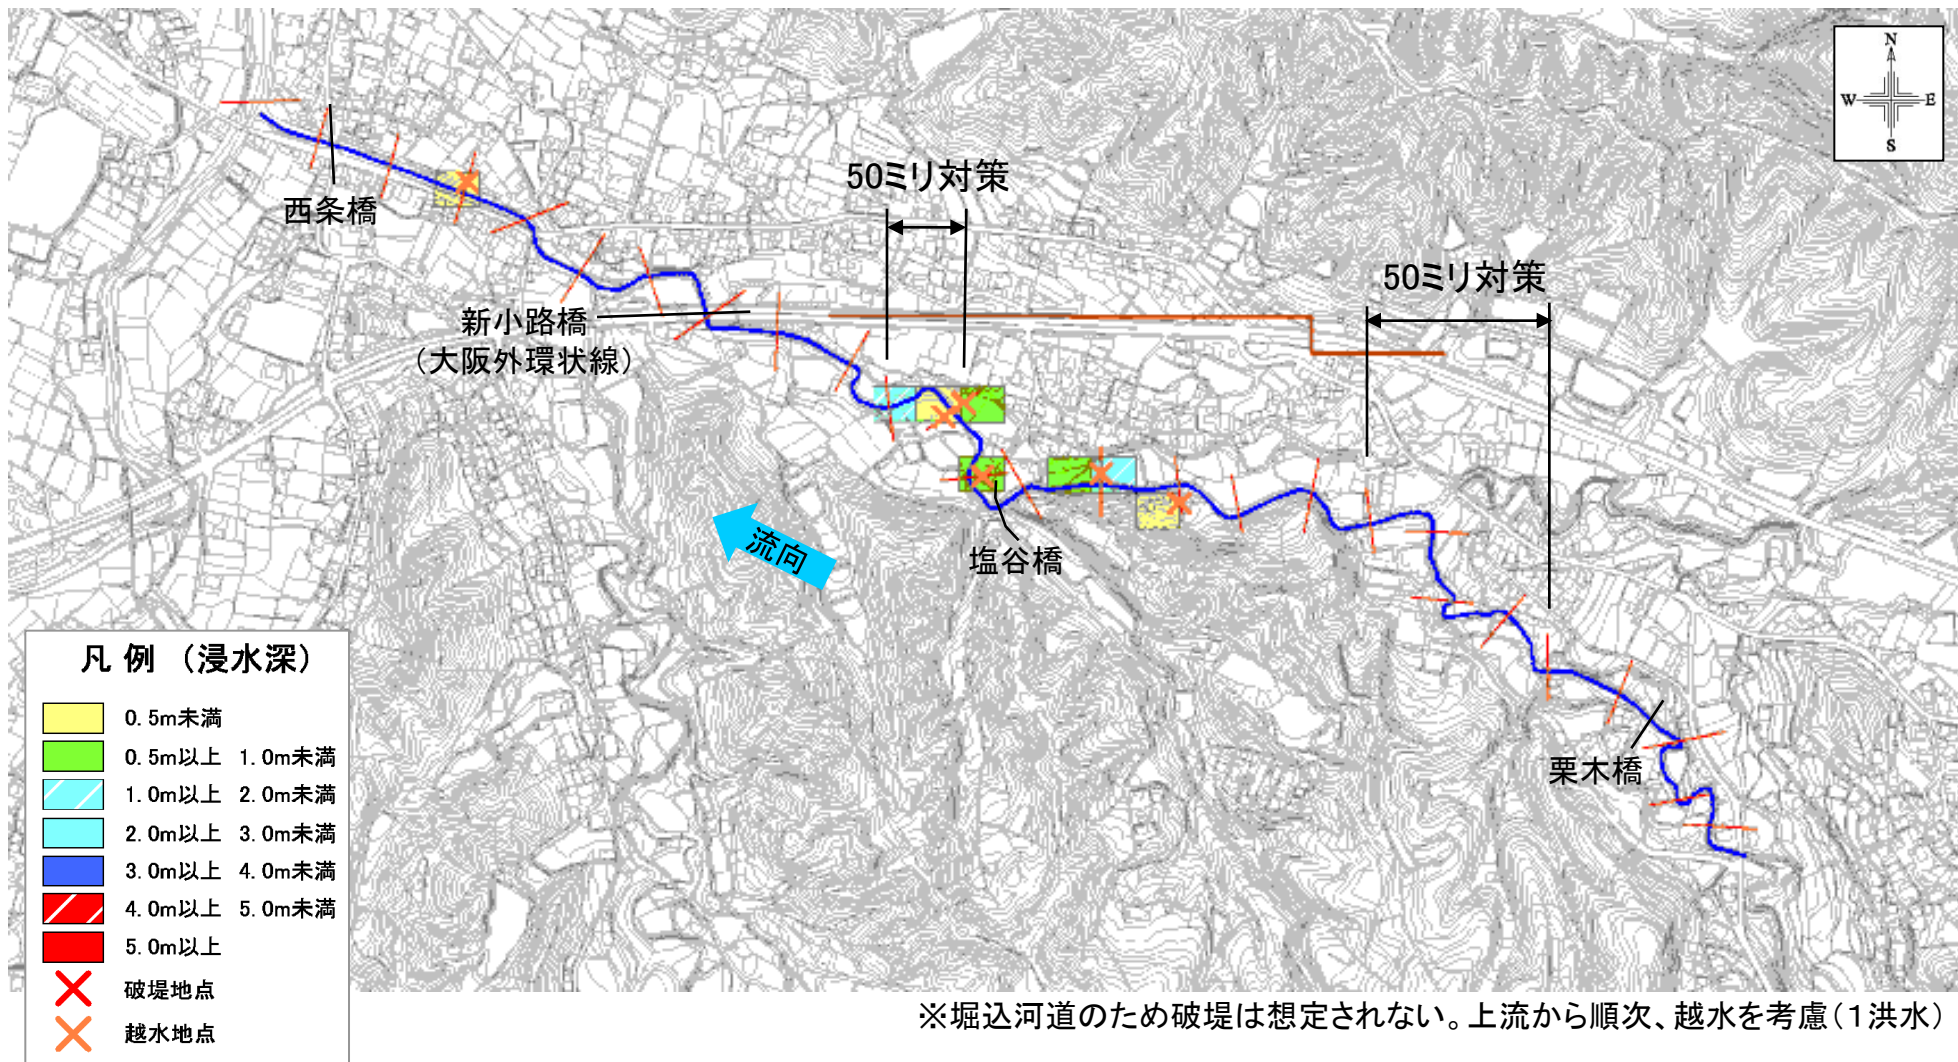 N
W E
S
50ミリ対策
50ミリ対策
西条橋
新小路橋
（大阪外環状線）
流向
塩谷橋
栗木橋
凡 例 （浸水深）
0.5m未満
0.5m以上 1.0m未満
1.0m以上 2.0m未満
2.0m以上 3.0m未満
3.0m以上 4.0m未満
4.0m以上 5.0m未満
5.0m以上
破堤地点
越水地点
※堀込河道のため破堤は想定されない。上流から順次、越水を考慮（１洪水）